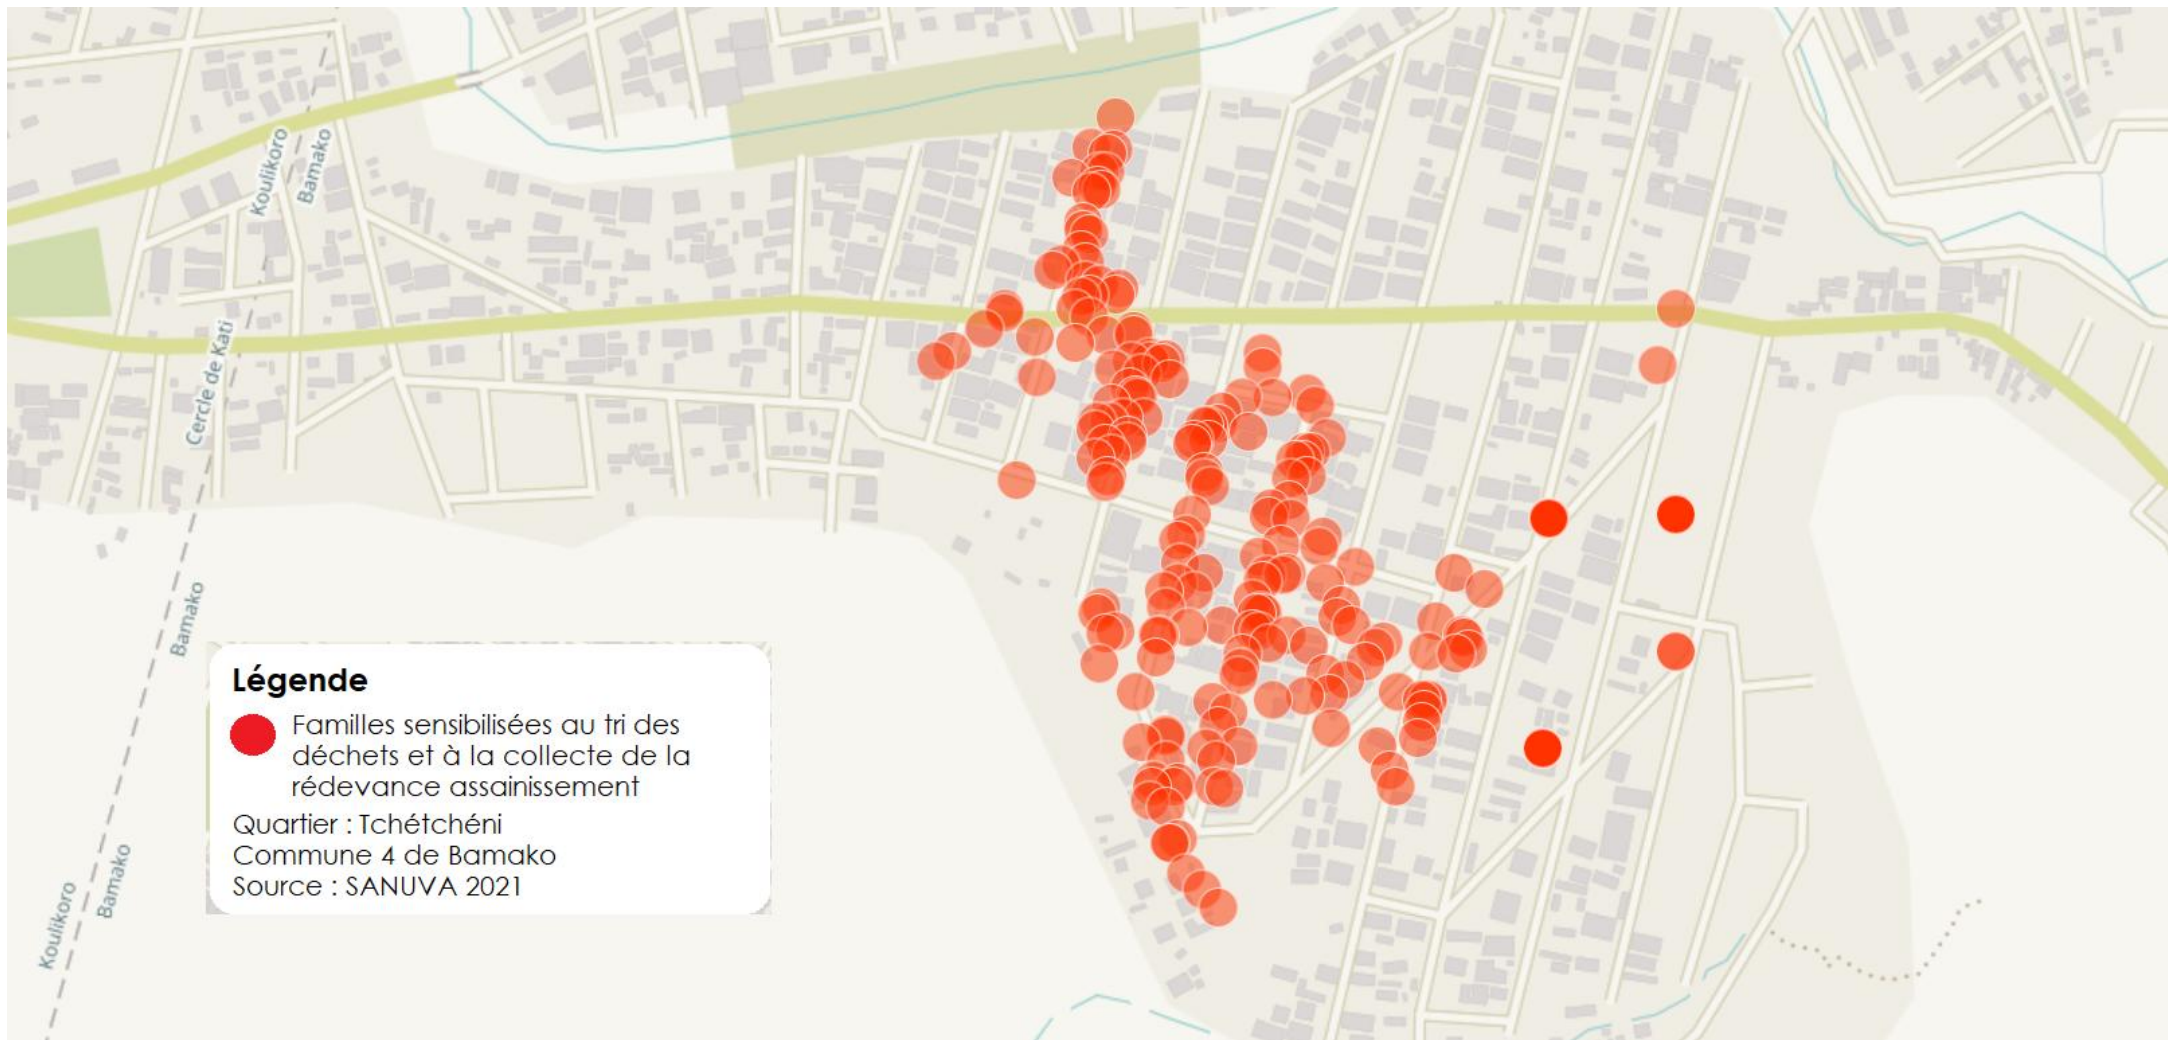 Koulikoro
Bamako
Cercle de Kati
Bamako
Légende
Familles sensibilisées au tri des
déchets et à la collecte de la
rédevance assainissement
Quartier : Tchétchéni
Commune 4 de Bamako
Source : SANUVA 2021
Koulikoro
Bamako